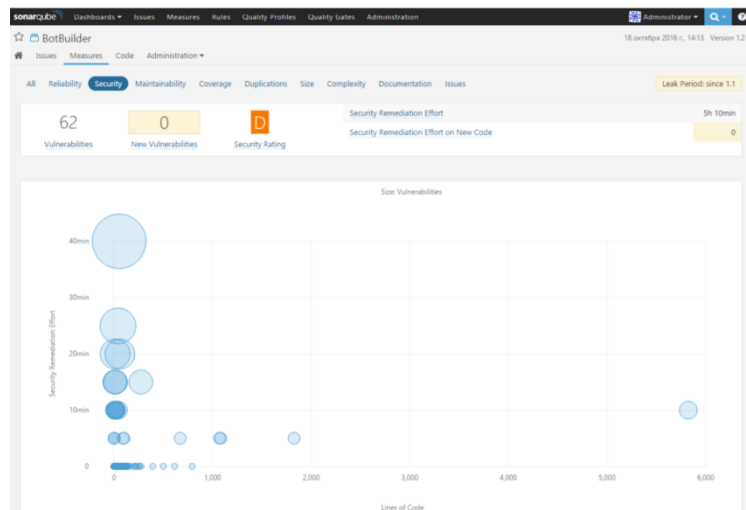 sonarqube Dashboards Issues Measures Rules Quality Profiles Quality Gates Administration Administrator
BotBuilder 18 октября 2016 г., 14:13 Version 1.2
Issues Measures Code Administration
All Reliability Security Maintainability Coverage Duplications Size Complexity Documentation Issues Leak Period: since 1.1
62 0 D Security Remediation Effort 5h 10min
Vulnerabilities New Vulnerabilities Security Rating Security Remediation Effort on New Code 0
Size: Vulnerabilities
Security Remediation Effort
40min
30min
20min
10min
0
0 1,000 2,000 3,000 4,000 5,000 6,000
Lines of Code